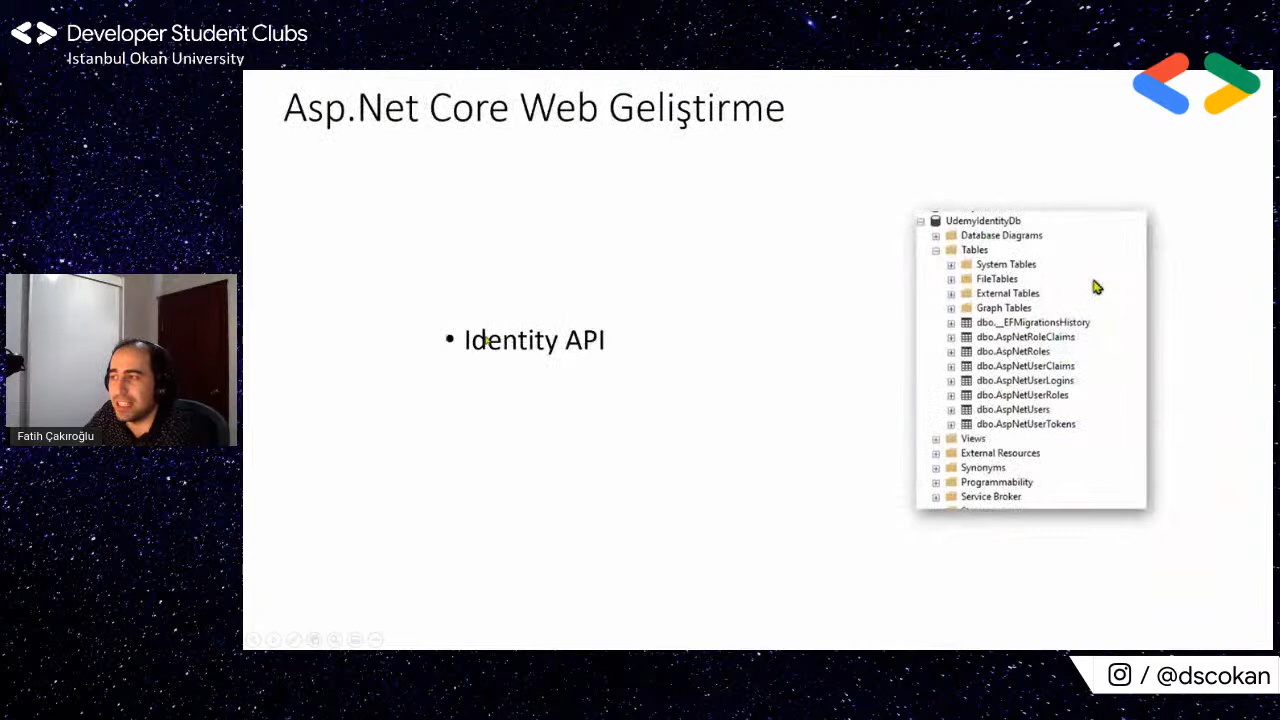 Developer Student Clubs
Istanbul Okan University
Asp.Net Core Web Geliştirme
• Identity API
UdemyIdentityDb
Database Diagrams
Tables
System Tables
FileTables
External Tables
Graph Tables
dbo.__EFMigrationsHistory
dbo.AspNetRoleClaims
dbo.AspNetRoles
dbo.AspNetUserClaims
dbo.AspNetUserLogins
dbo.AspNetUserRoles
dbo.AspNetUsers
dbo.AspNetUserTokens
Views
External Resources
Synonyms
Programmability
Service Broker
Fatih Çakıroğlu
/ @dscokan